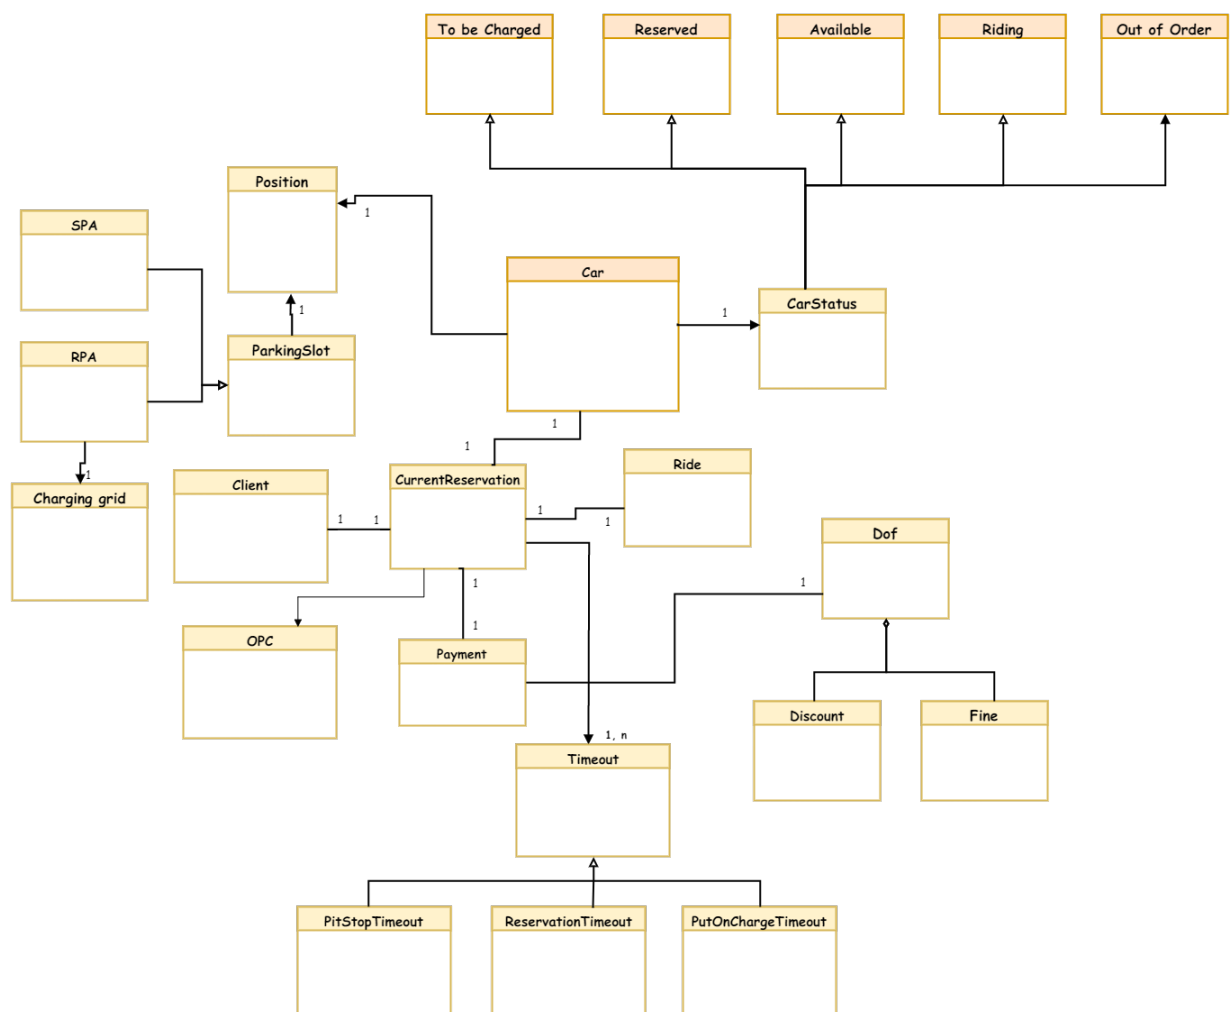 To be Charged
Reserved
Available
Riding
Out of Order
Position
1
SPA
Car
1
CarStatus
1
RPA
ParkingSlot
1
1
1
Charging grid
Client
CurrentReservation
Ride
1
1
1
1
Dof
1
1
1
OPC
Payment
Discount
Fine
1, n
Timeout
PitStopTimeout
ReservationTimeout
PutOnChargeTimeout